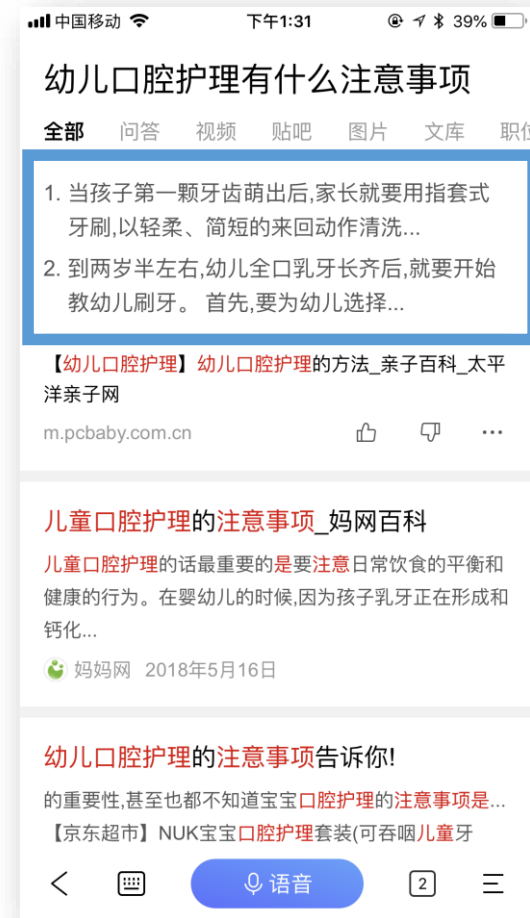 中国移动 下午1:31 39%
幼儿口腔护理有什么注意事项
全部 问答 视频 贴吧 图片 文库 职位
1. 当孩子第一颗牙齿萌出后,家长就要用指套式
牙刷,以轻柔、简短的来回动作清洗...
2. 到两岁半左右,幼儿全口乳牙长齐后,就要开始
教幼儿刷牙。 首先,要为幼儿选择...
【幼儿口腔护理】幼儿口腔护理的方法_亲子百科_太平
洋亲子网
m.pcbaby.com.cn
儿童口腔护理的注意事项_妈网百科
儿童口腔护理的话最重要的是要注意日常饮食的平衡和
健康的行为。在婴幼儿的时候,因为孩子乳牙正在形成和
钙化...
妈妈网 2018年5月16日
幼儿口腔护理的注意事项告诉你!
的重要性,甚至也都不知道宝宝口腔护理的注意事项是...
【京东超市】NUK宝宝口腔护理套装(可吞咽儿童牙
语音 2